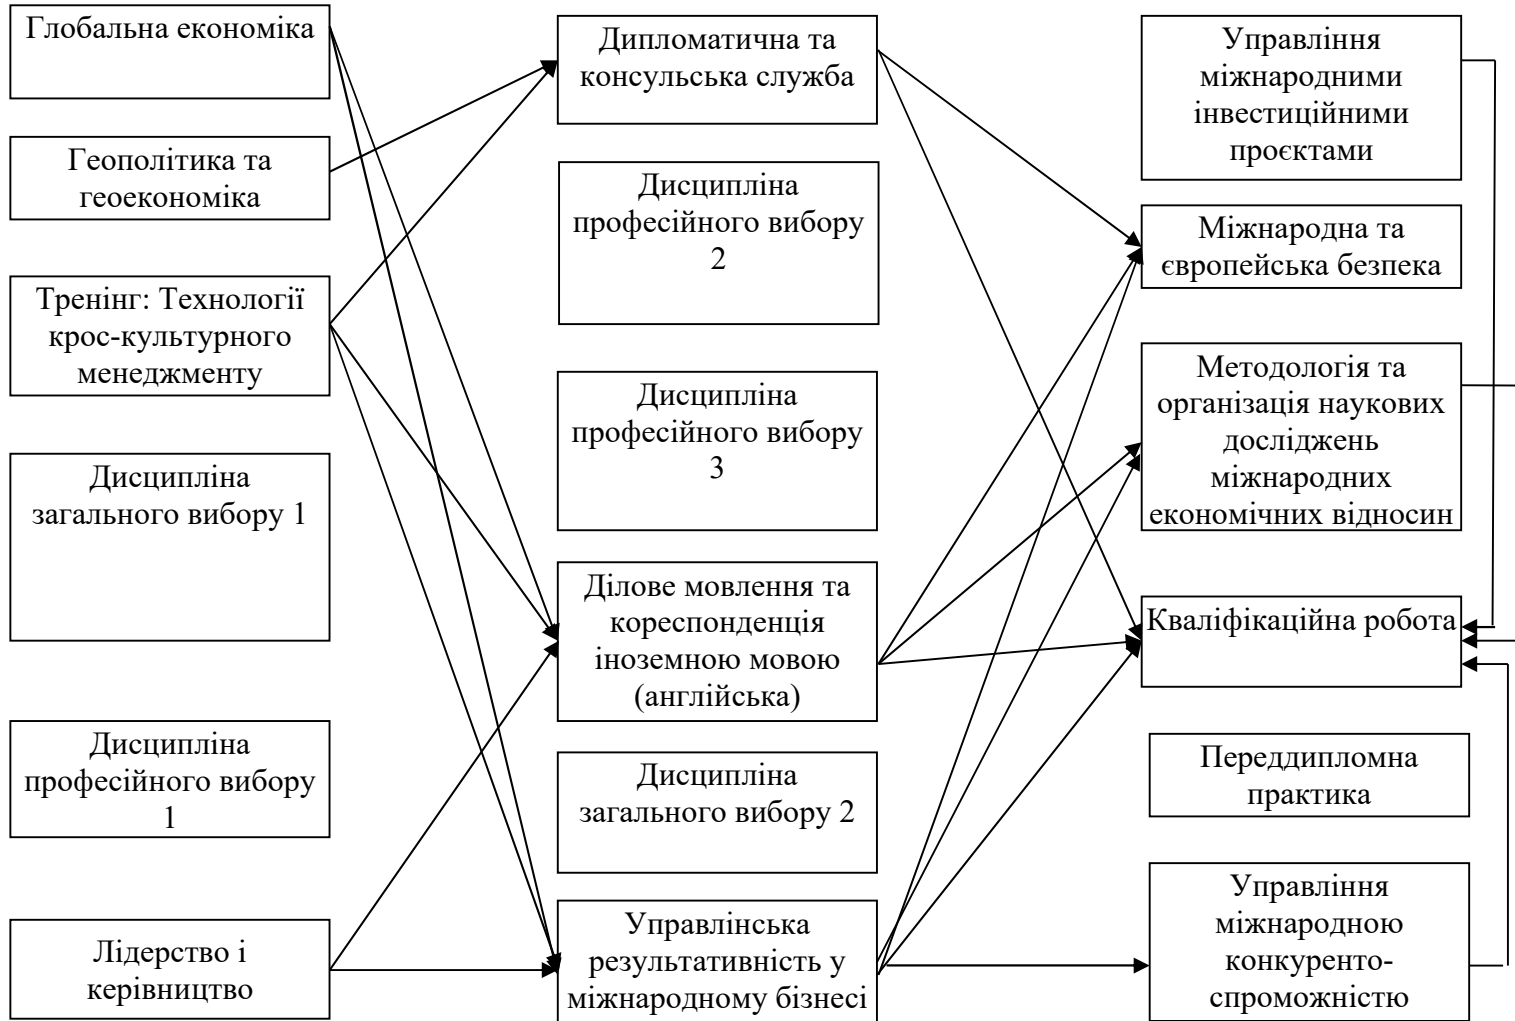 Глобальна економіка
Геополітика та
геоекономіка
Тренінг: Технології
крос-культурного
менеджменту
Дисципліна
загального вибору 1
Дисципліна
професійного вибору
1
Лідерство і
керівництво
Дипломатична та
консульська служба
Дисципліна
професійного вибору
2
Дисципліна
професійного вибору
3
Ділове мовлення та
кореспонденція
іноземною мовою
(англійська)
Дисципліна
загального вибору 2
Управлінська
результативність у
міжнародному бізнесі
Управління
міжнародними
інвестиційними
проєктами
Міжнародна та
європейська безпека
Методологія та
організація наукових
досліджень
міжнародних
економічних відносин
Кваліфікаційна робота
Переддипломна
практика
Управління
міжнародною
конкуренто-
спроможністю